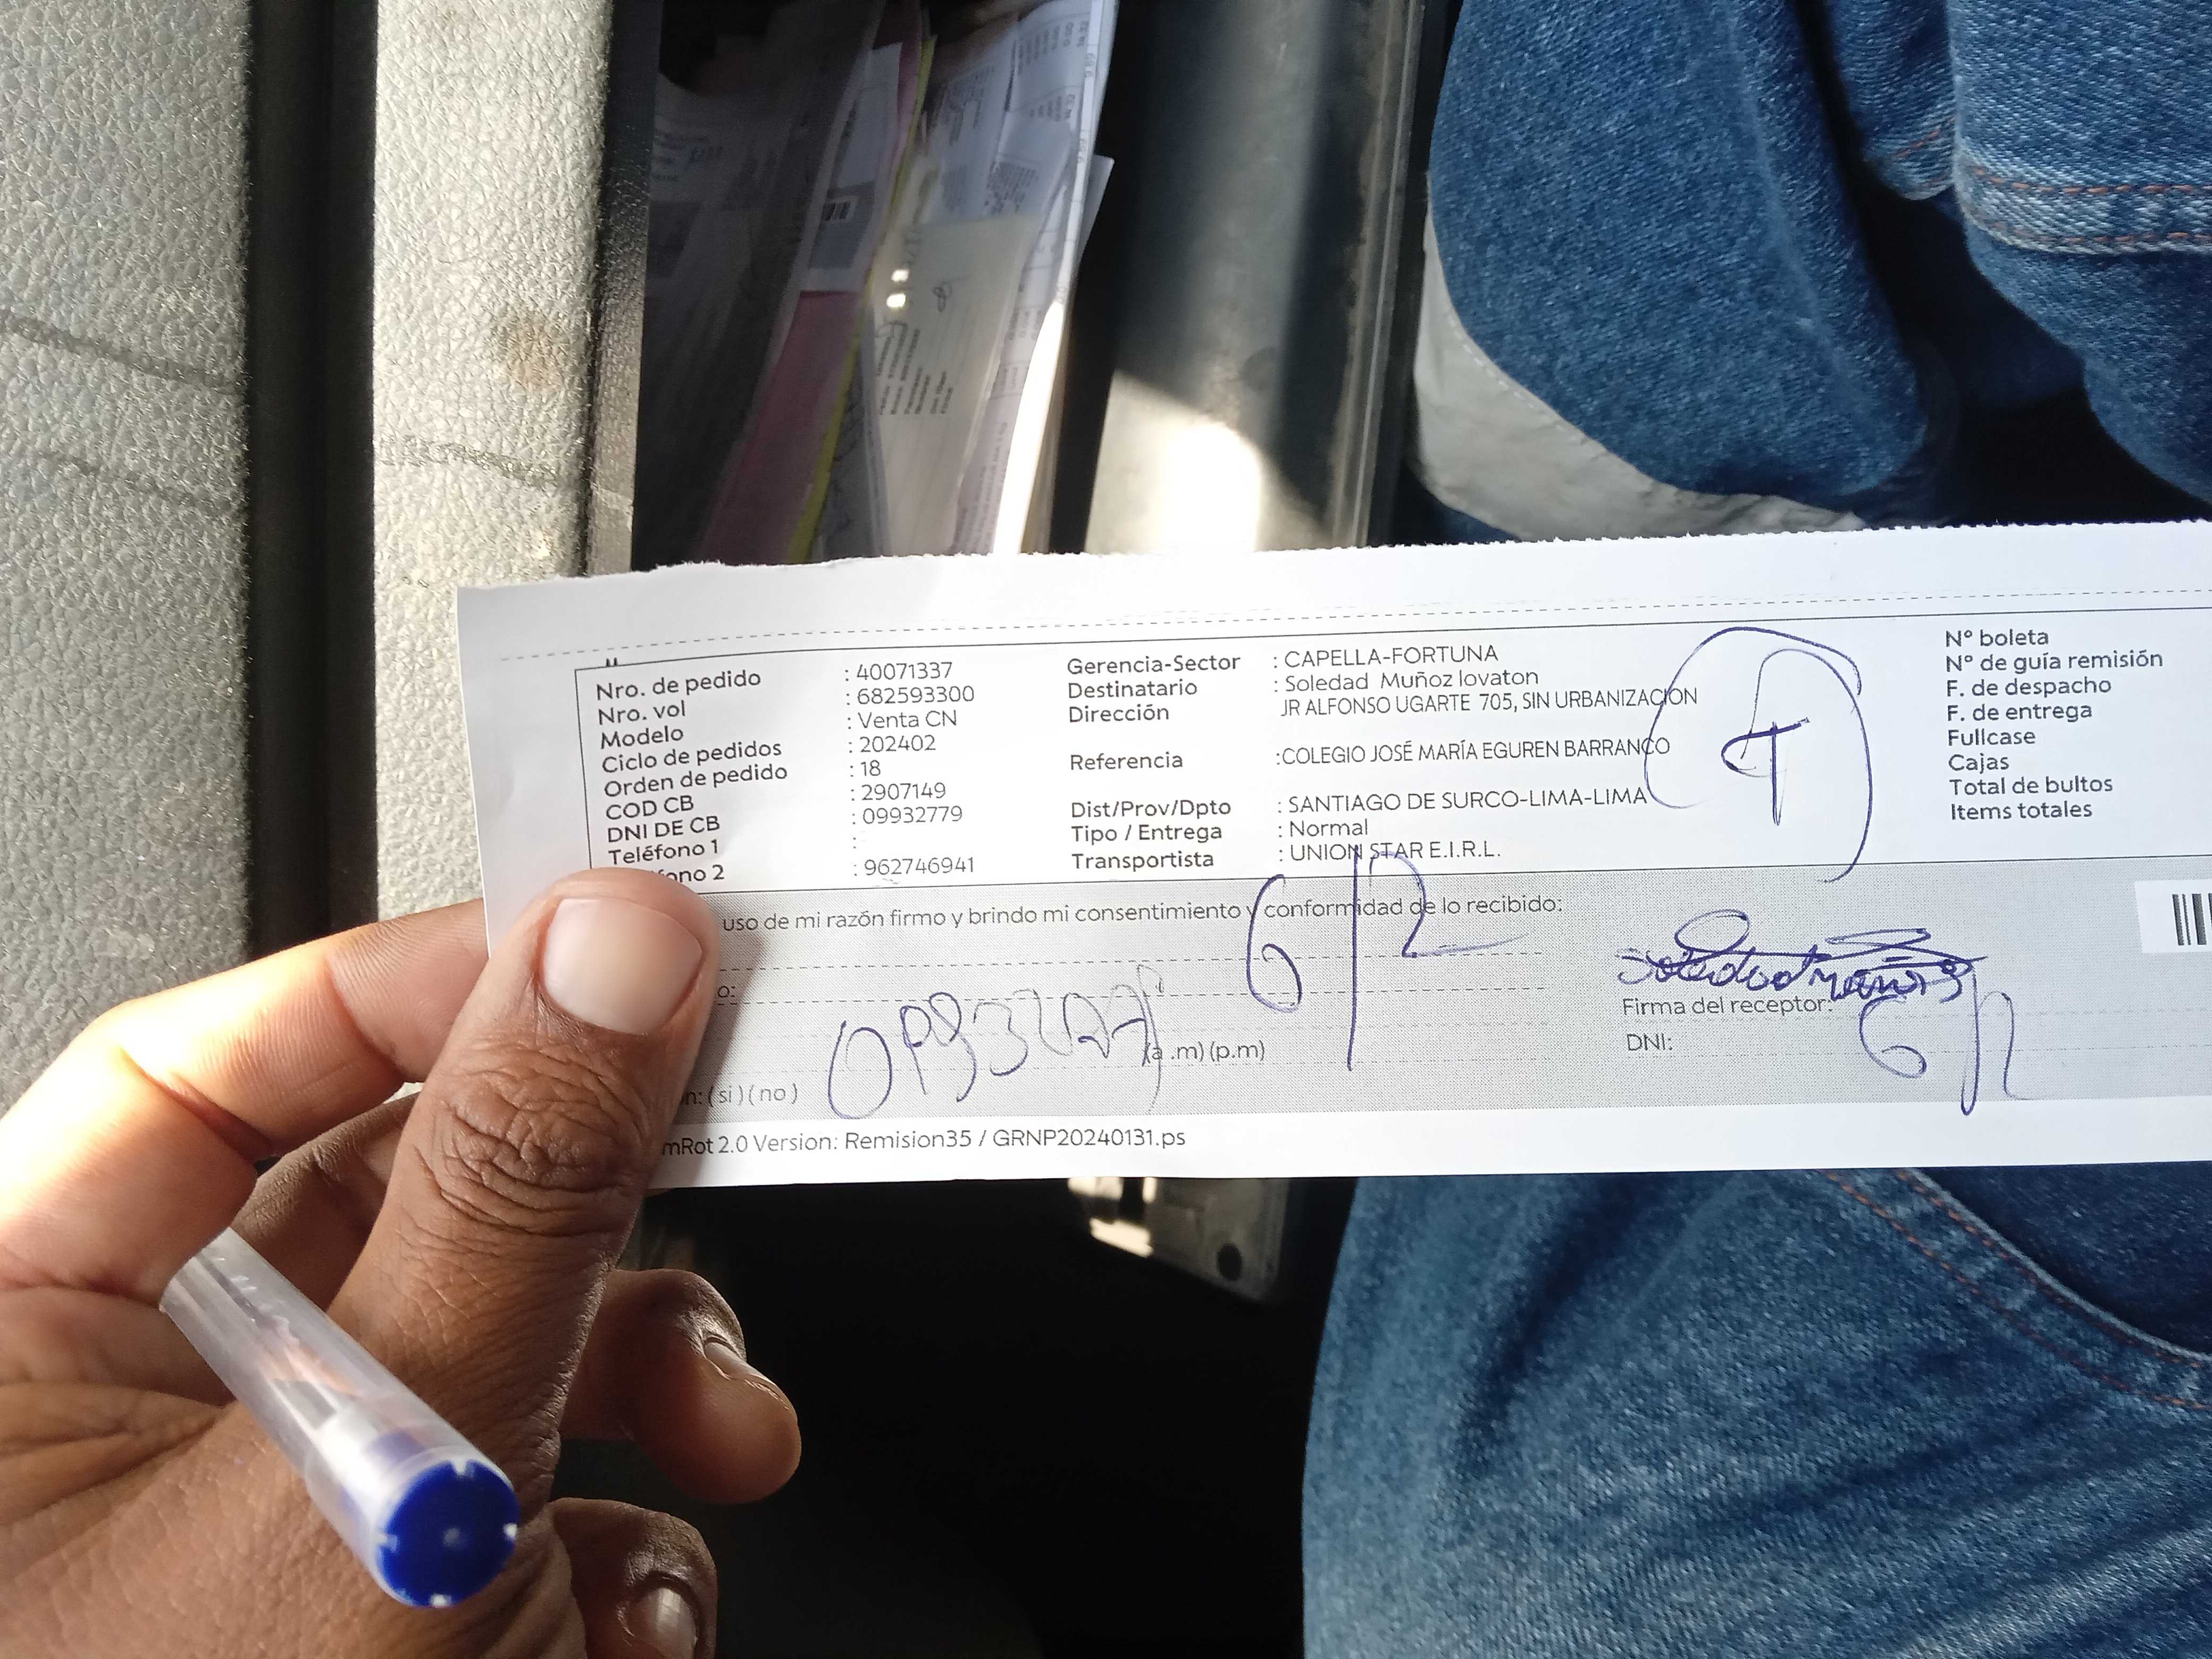 Nro. de pedido : 40071337
Nro. vol : 682593300
Modelo : Venta CN
Ciclo de pedidos : 202402
Orden de pedido : 18
COD CB : 2907149
DNI DE CB : 09932779
Teléfono 1 :
fono 2 : 962746941
Gerencia-Sector : CAPELLA-FORTUNA
Destinatario : Soledad Muñoz lovaton
Dirección JR ALFONSO UGARTE 705, SIN URBANIZACIÓN
Referencia :COLEGIO JOSÉ MARÍA EGUREN BARRANCO
Dist/Prov/Dpto : SANTIAGO DE SURCO-LIMA-LIMA
Tipo / Entrega : Normal
Transportista : UNION STAR E.I.R.L.
N° boleta
N° de guía remisión
F. de despacho
F. de entrega
Fullcase
Cajas
Total de bultos
Items totales
uso de mi razón firmo y brindo mi consentimiento y conformidad de lo recibido:
6/2
o:
(a .m) (p.m)
n: ( si ) ( no )
Firma del receptor:
DNI:
mRot 2.0 Version: Remision35 / GRNP20240131.ps